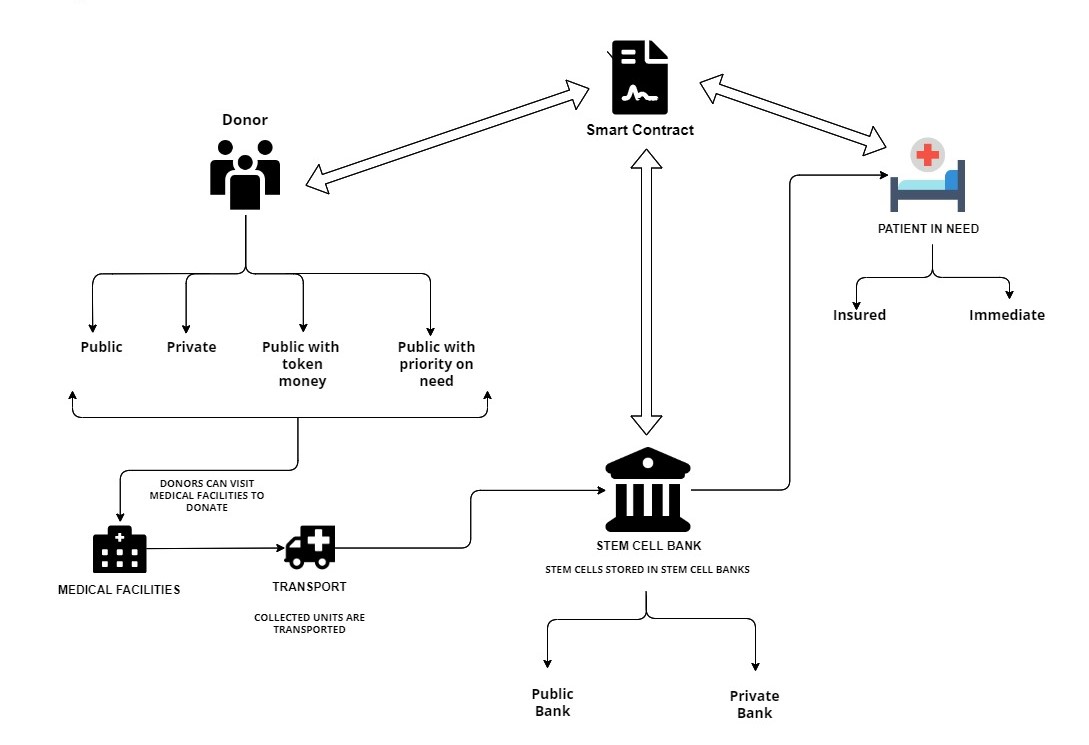 Smart Contract
Donor
PATIENT IN NEED
Insured
Immediate
Public
Private
Public with
token
money
Public with
priority on
need
DONORS CAN VISIT
MEDICAL FACILITIES TO
DONATE
MEDICAL FACILITIES
TRANSPORT
COLLECTED UNITS ARE
TRANSPORTED
STEM CELL BANK
STEM CELLS STORED IN STEM CELL BANKS
Public
Bank
Private
Bank